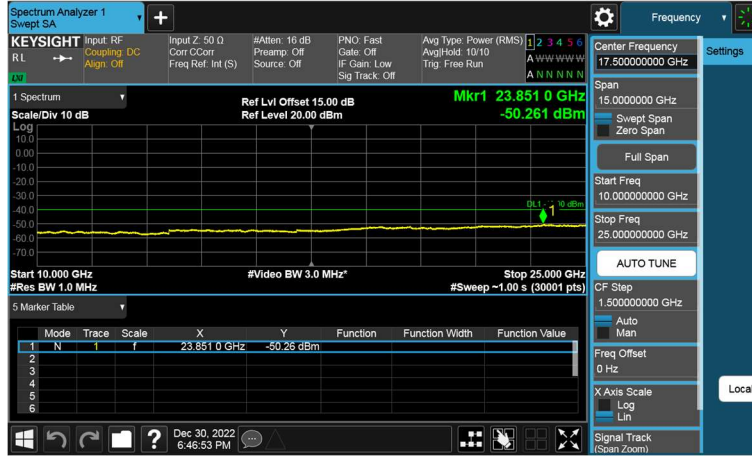 Spectrum Analyzer 1
Swept SA
+
Frequency
KEYSIGHT
RL
LXI
Input: RF
Coupling: DC
Align: Off
Input Z: 50 Ω
Corr CCorr
Freq Ref: Int (S)
#Atten: 16 dB
Preamp: Off
Source: Off
PNO: Fast
Gate: Off
IF Gain: Low
Sig Track: Off
Avg Type: Power (RMS)
Avg|Hold: 10/10
Trig: Free Run
1 2 3 4 5 6
A W W W W W
A N N N N N
1 Spectrum
Scale/Div 10 dB
Ref Lvl Offset 15.00 dB
Ref Level 20.00 dBm
Mkr1 23.851 0 GHz
-50.261 dBm
Log
10.0
0.00
-10.0
-20.0
-30.0
-40.0
-50.0
-60.0
-70.0
DL1
dBm
1
Start 10.000 GHz
#Res BW 1.0 MHz
#Video BW 3.0 MHz*
Stop 25.000 GHz
#Sweep ~1.00 s (30001 pts)
5 Marker Table
Mode Trace Scale X Y Function Function Width Function Value
1 N 1 f 23.851 0 GHz -50.26 dBm
2
3
4
5
6
Dec 30, 2022
6:46:53 PM
?
Center Frequency
17.500000000 GHz
Settings
Span
15.0000000 GHz
Swept Span
Zero Span
Full Span
Start Freq
10.000000000 GHz
Stop Freq
25.000000000 GHz
AUTO TUNE
CF Step
1.500000000 GHz
Auto
Man
Freq Offset
0 Hz
X Axis Scale
Log
Lin
Local
Signal Track
(Span Zoom)